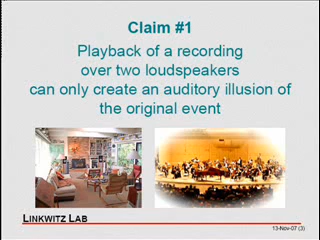 Claim #1
Playback of a recording
over two loudspeakers
can only create an auditory illusion of
the original event
LINKWITZ LAB
13-Nov-07 (3)